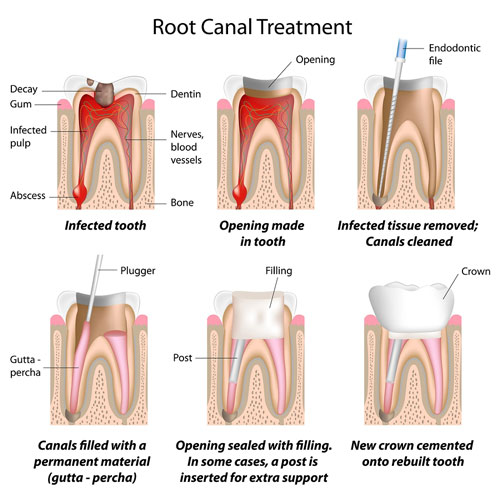 Root Canal Treatment
Decay
Gum
Infected
pulp
Abscess
Dentin
Nerves,
blood
vessels
Bone
Infected tooth
Opening
Opening made
in tooth
Endodontic
file
Infected tissue removed;
Canals cleaned
Plugger
Gutta -
percha
Canals filled with a
permanent material
(gutta - percha)
Filling
Post
Opening sealed with filling.
In some cases, a post is
inserted for extra support
Crown
New crown cemented
onto rebuilt tooth